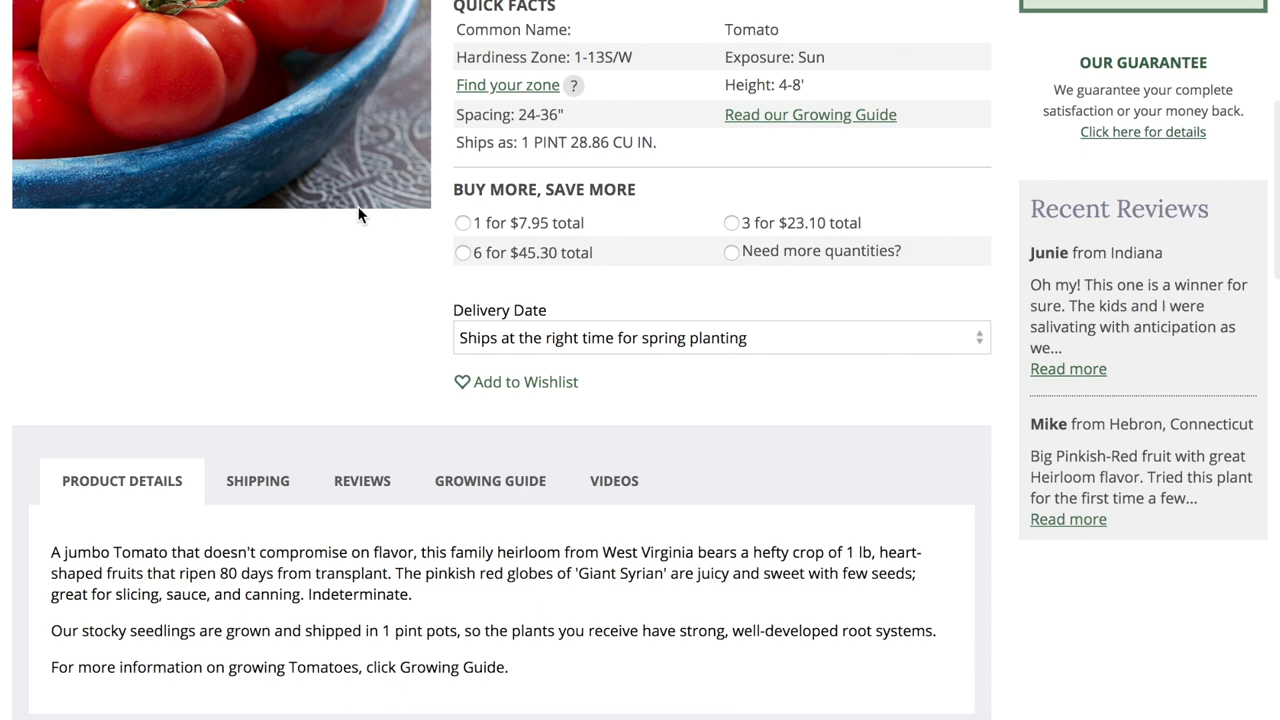 QUICK FACTS
Common Name: Tomato
Hardiness Zone: 1-13S/W Exposure: Sun
Find your zone ? Height: 4-8'
Spacing: 24-36" Read our Growing Guide
Ships as: 1 PINT 28.86 CU IN.
BUY MORE, SAVE MORE
1 for $7.95 total 3 for $23.10 total
6 for $45.30 total Need more quantities?
Delivery Date
Ships at the right time for spring planting
Add to Wishlist
OUR GUARANTEE
We guarantee your complete
satisfaction or your money back.
Click here for details
Recent Reviews
Junie from Indiana
Oh my! This one is a winner for
sure. The kids and I were
salivating with anticipation as
we...
Read more
Mike from Hebron, Connecticut
Big Pinkish-Red fruit with great
Heirloom flavor. Tried this plant
for the first time a few...
Read more
PRODUCT DETAILS SHIPPING REVIEWS GROWING GUIDE VIDEOS
A jumbo Tomato that doesn't compromise on flavor, this family heirloom from West Virginia bears a hefty crop of 1 lb, heart-
shaped fruits that ripen 80 days from transplant. The pinkish red globes of 'Giant Syrian' are juicy and sweet with few seeds;
great for slicing, sauce, and canning. Indeterminate.
Our stocky seedlings are grown and shipped in 1 pint pots, so the plants you receive have strong, well-developed root systems.
For more information on growing Tomatoes, click Growing Guide.